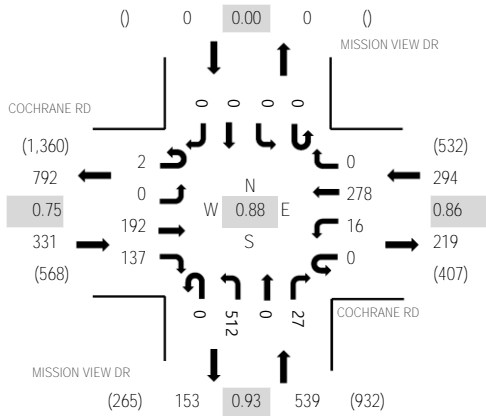 () 0 0.00 0 ()
MISSION VIEW DR
0 0 0 0
COCHRANE RD
(1,360) (532)
792 2 0 294
0 278
0.75 N 0.86
W 0.88 E
192 16
331 S 219
137 0
(568) (407)
0 512 0 27
COCHRANE RD
MISSION VIEW DR
(265) 153 0.93 539 (932)